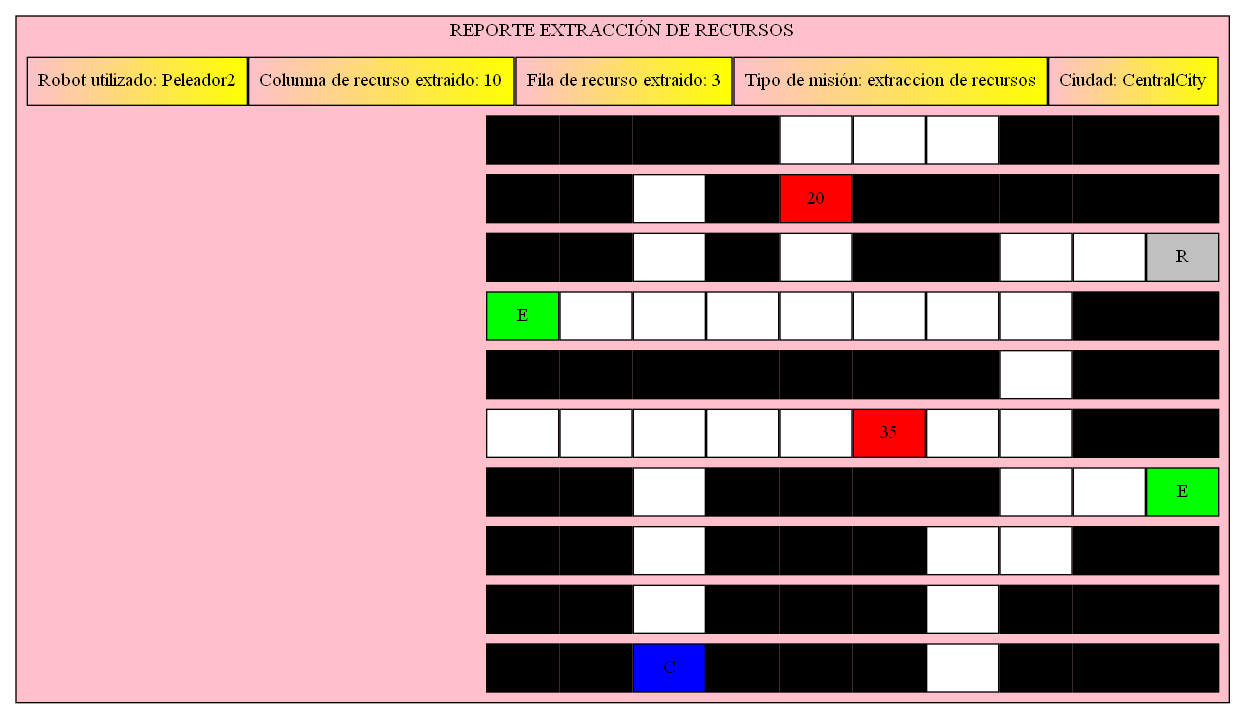 REPORTE EXTRACCIÓN DE RECURSOS
Robot utilizado: Peleador2 Columna de recurso extraido: 10 Fila de recurso extraido: 3 Tipo de misión: extraccion de recursos Ciudad: CentralCity
20
R
E
35
E
C